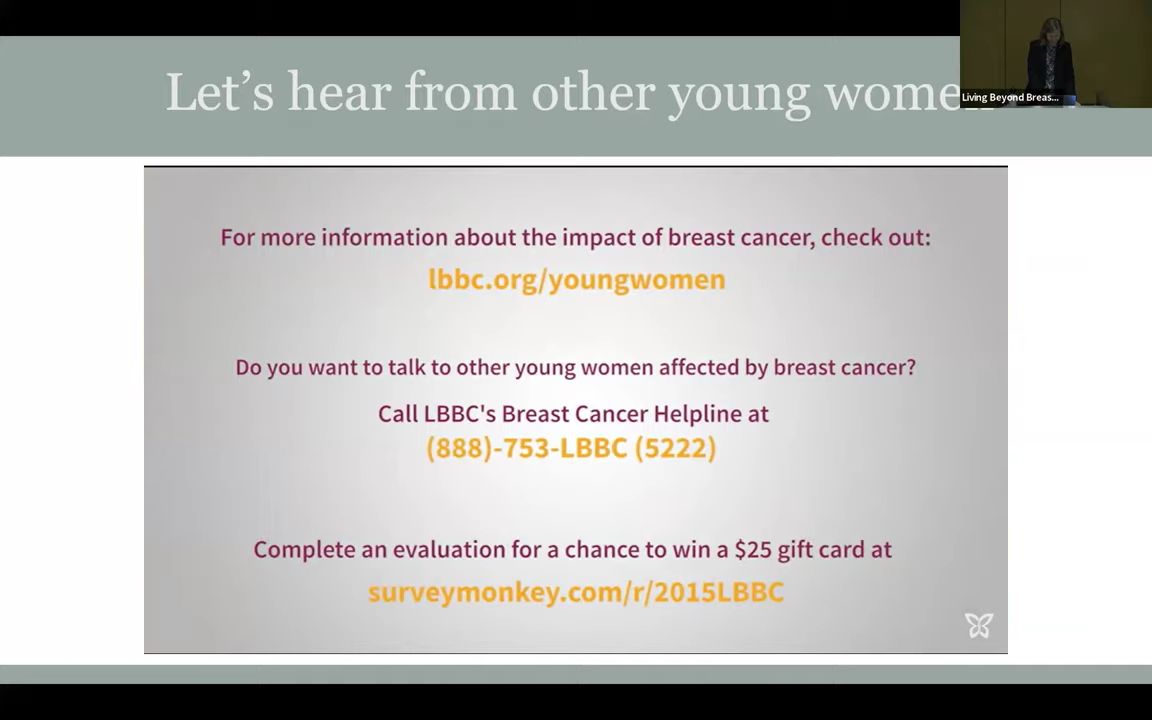 Let's hear from other young women
Living Beyond Breas...
For more information about the impact of breast cancer, check out:
lbbc.org/youngwomen
Do you want to talk to other young women affected by breast cancer?
Call LBBC's Breast Cancer Helpline at
(888)-753-LBBC (5222)
Complete an evaluation for a chance to win a $25 gift card at
surveymonkey.com/r/2015LBBC